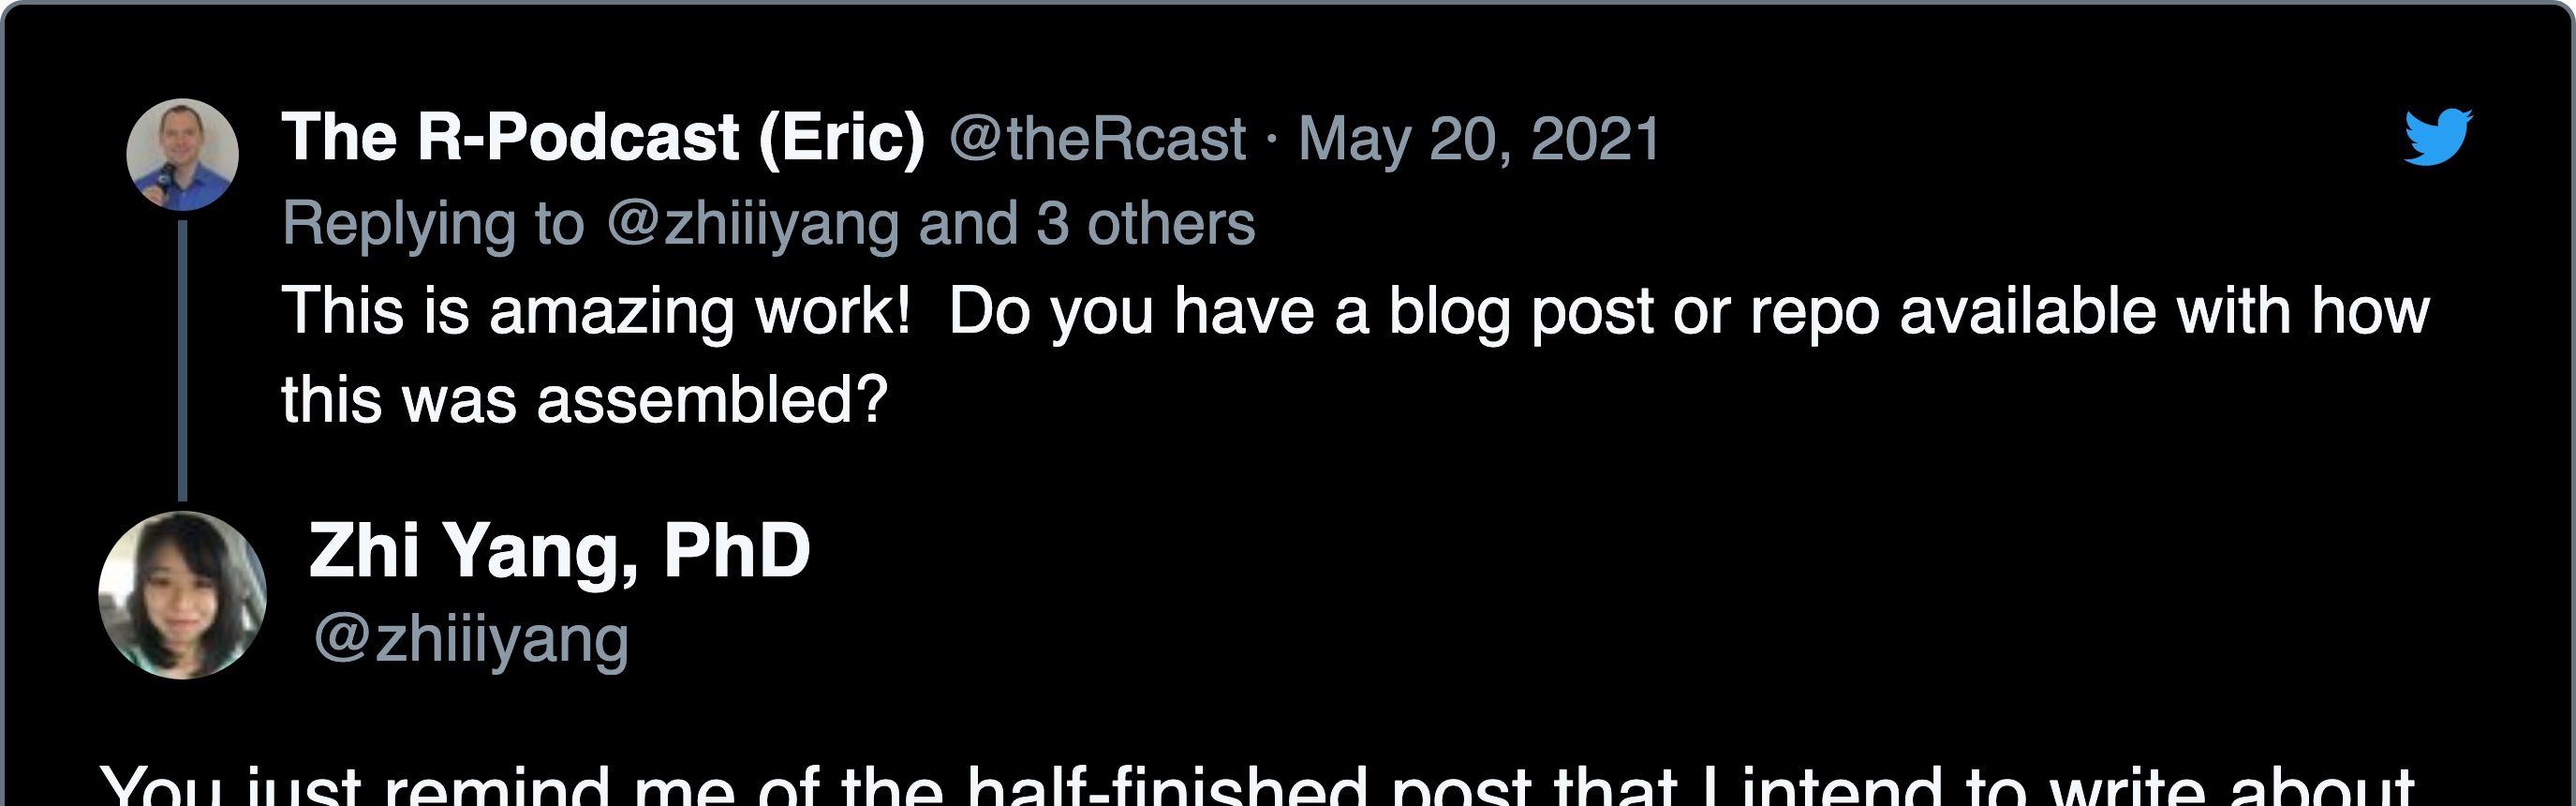 The R-Podcast (Eric) @theRcast · May 20, 2021
Replying to @zhiiiyang and 3 others
This is amazing work!  Do you have a blog post or repo available with how
this was assembled?
Zhi Yang, PhD
@zhiiiyang
You just remind me of the half-finished post that I intend to write about